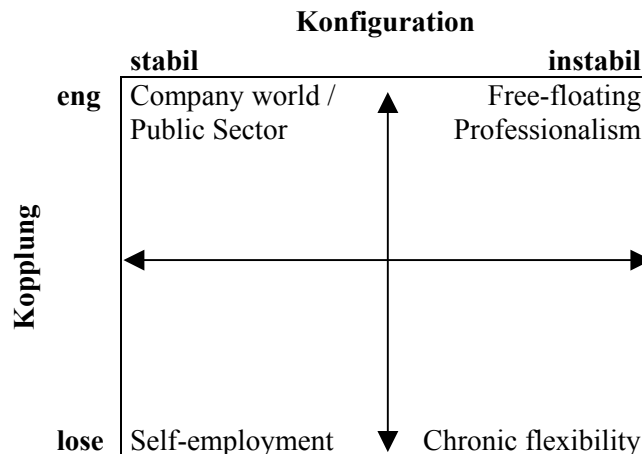 Konfiguration
stabil instabil
eng Company world / Free-floating
Public Sector Professionalism
Kopplung
lose Self-employment Chronic flexibility